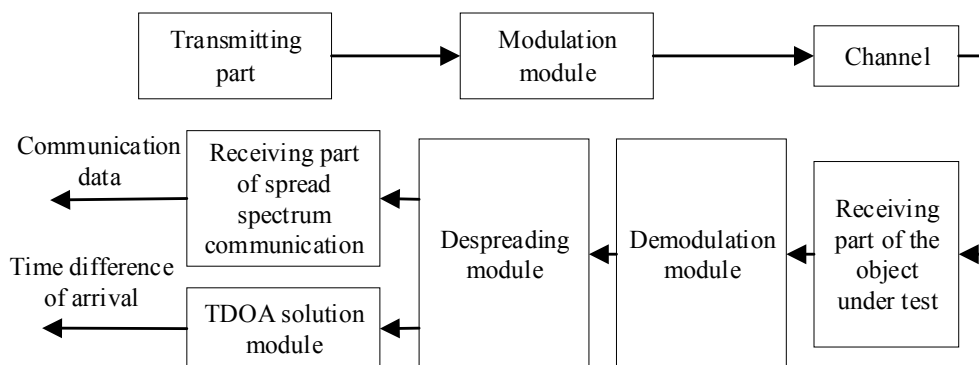 Transmitting
part
Modulation
module
Channel
Communication
data
Receiving part
of spread
spectrum
communication
Despreading
module
Demodulation
module
Receiving
part of the
object
under test
Time difference
of arrival
TDOA solution
module